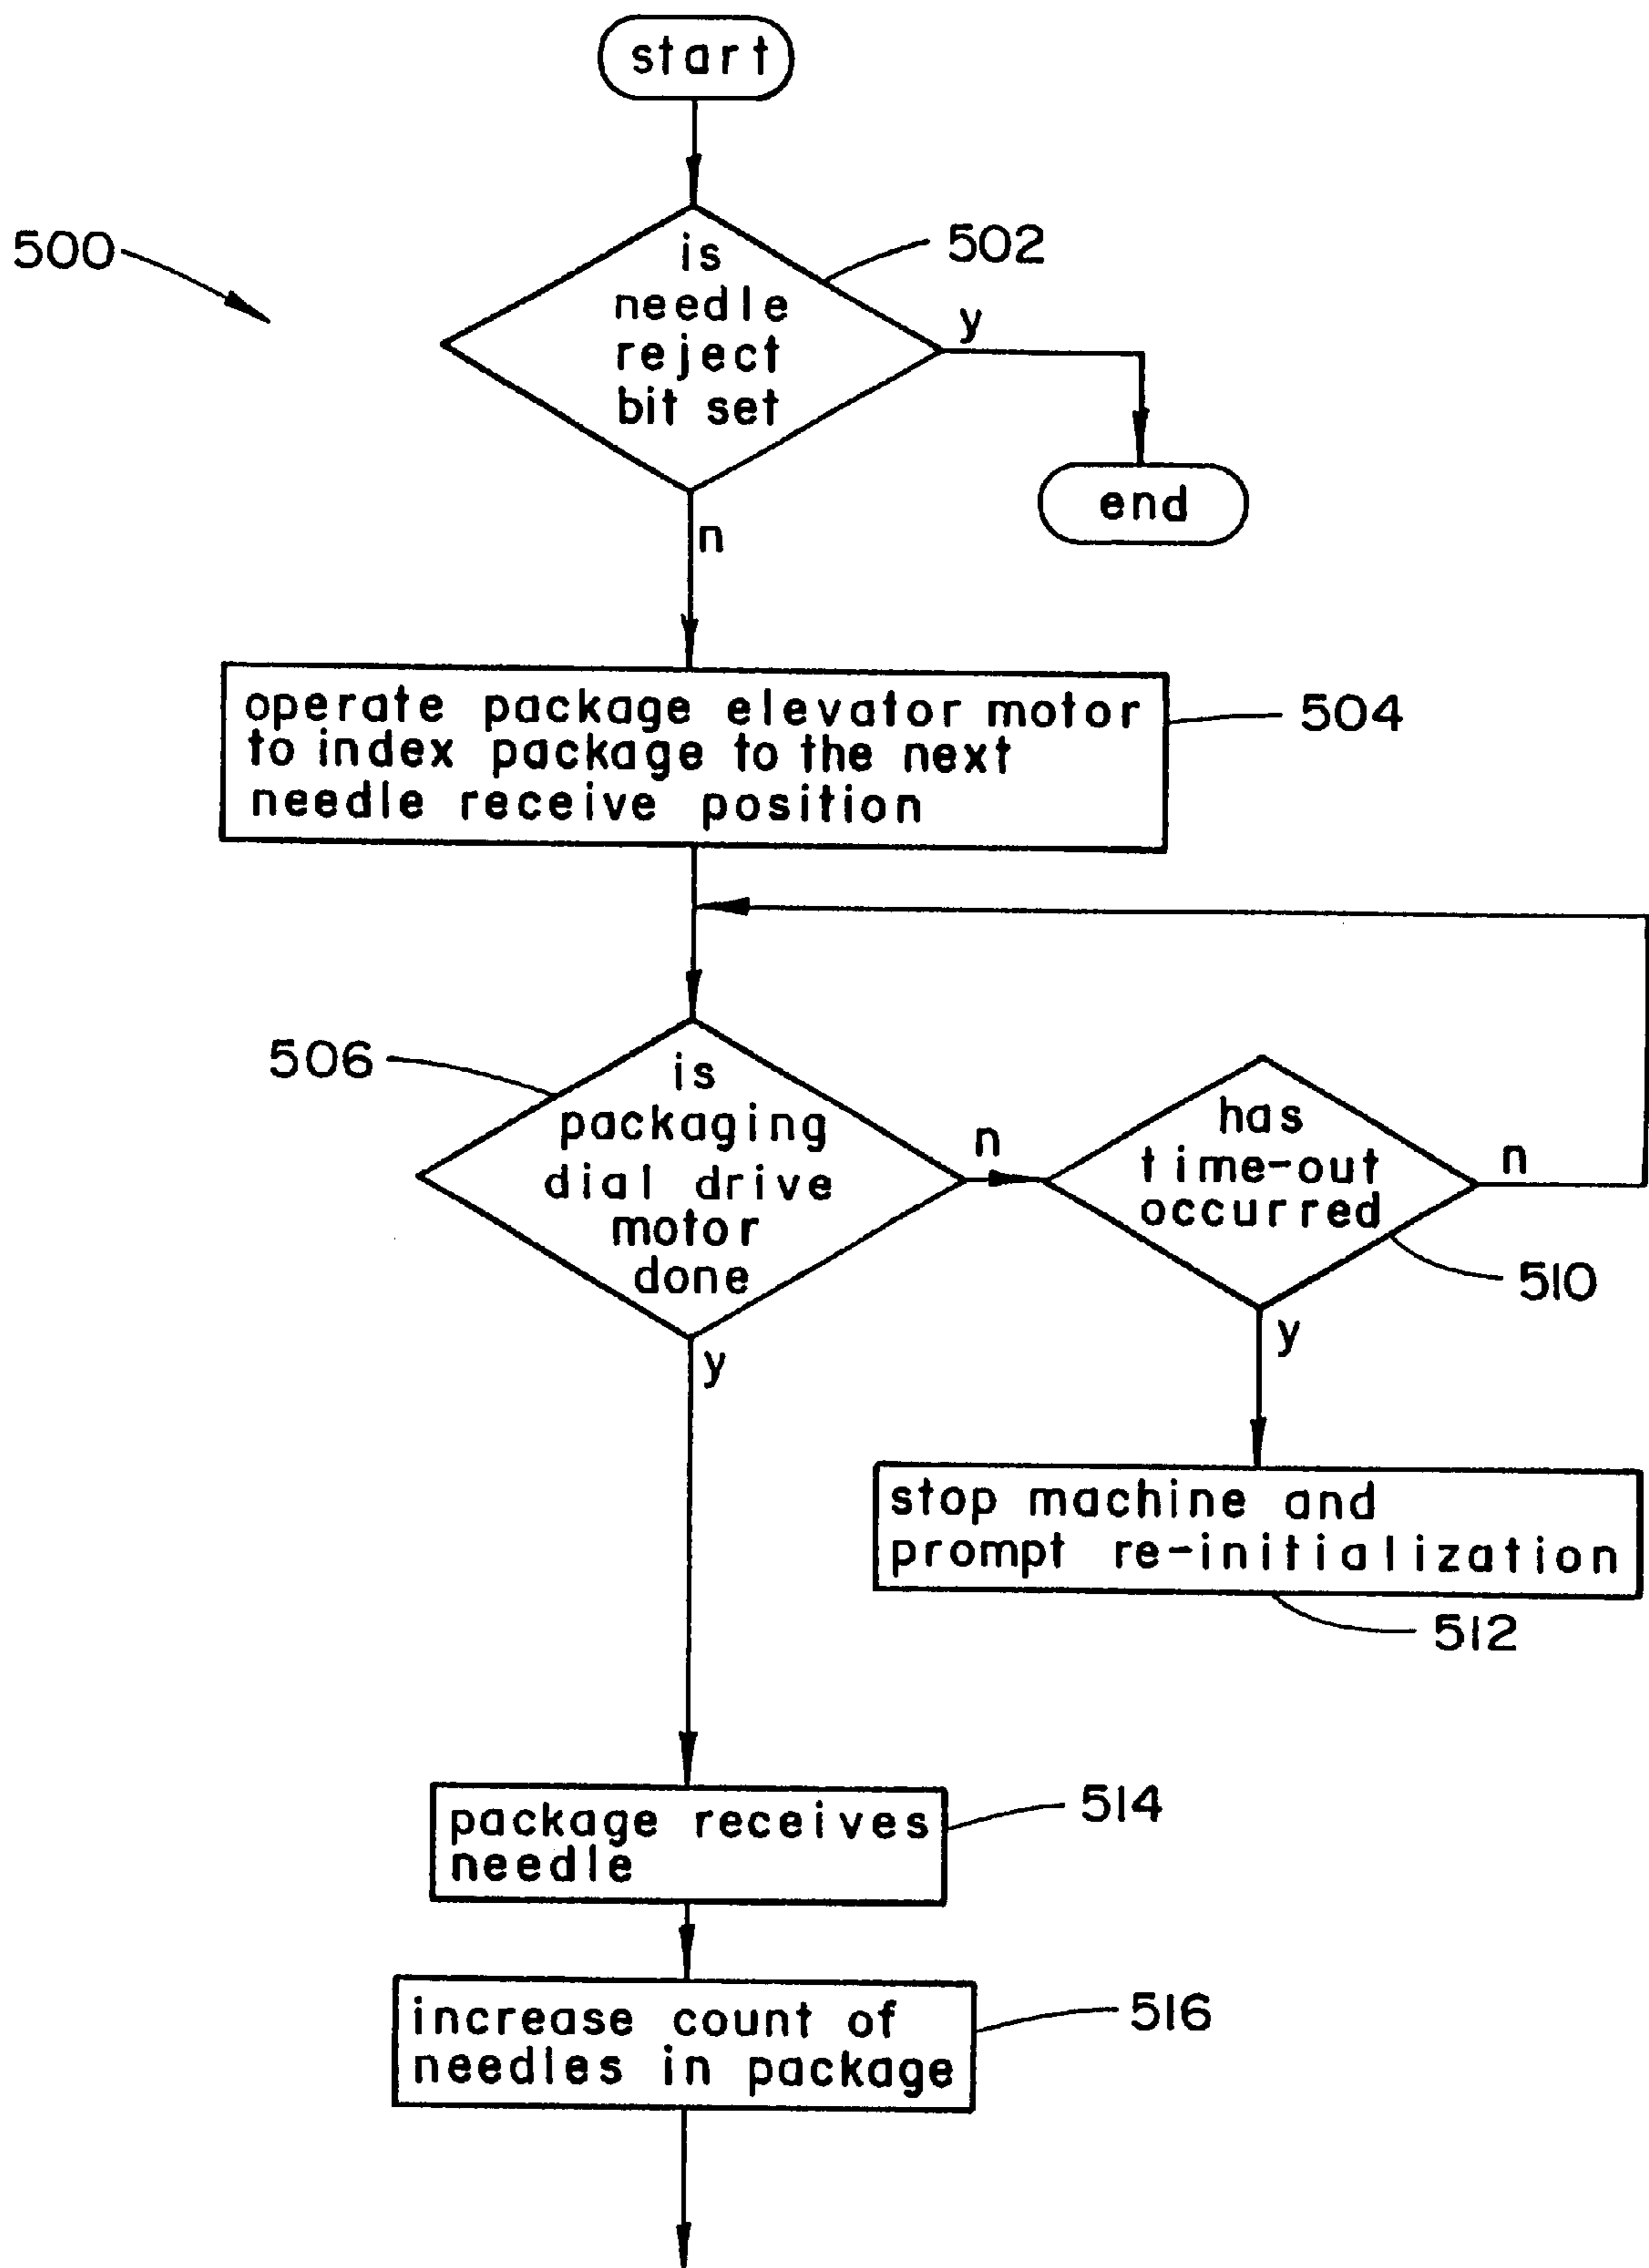 start
500
502
is
needle
reject
bit set
y
end
n
operate package elevator motor
to index package to the next
needle receive position
504
506
is
packaging
dial drive
motor
done
n
has
time-out
occurred
n
510
y
y
stop machine and
prompt re-initialization
512
package receives
needle
514
increase count of
needles in package
516